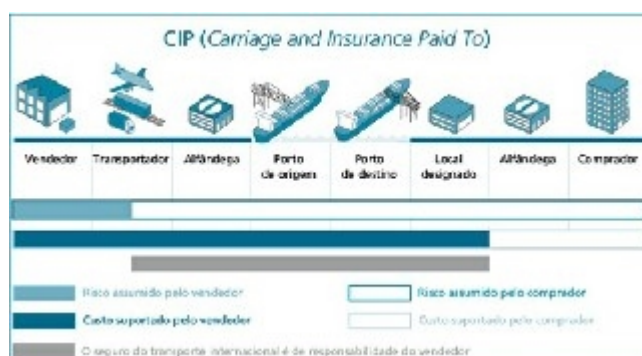 CIP (Carriage and Insurance Paid To)
Vendedor Transportador Alfândega Porto de origem Porto de destino Local designado Alfândega Comprador
Risco assumido pelo vendedor Risco assumido pelo comprador
Custo suportado pelo vendedor Custo suportado pelo comprador
O seguro do transporte internacional é de responsabilidade do vendedor